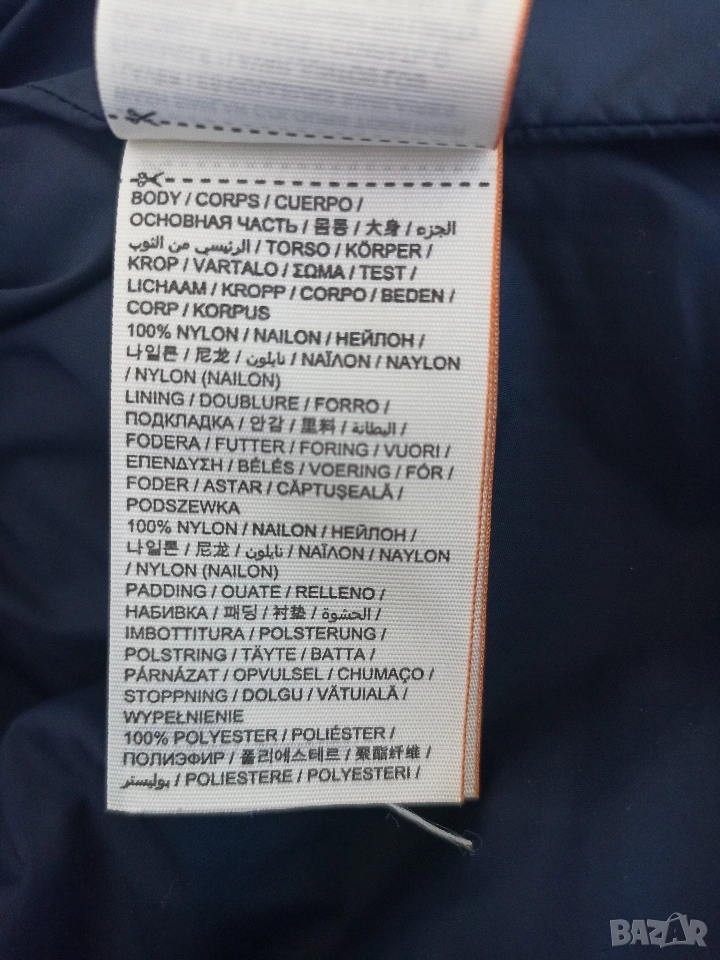 BODY / CORPS / CUERPO /
ОСНОВНАЯ ЧАСТЬ / 몸통 / 大身 / الجزء
الرئيسي من الثوب / TORSO / KÖRPER /
KROP / VARTALO / ΣΩΜΑ / TEST /
LICHAAM / KROPP / CORPO / BEDEN /
CORP / KORPUS
100% NYLON / NAILON / НЕЙЛОН /
나일론 / 尼龙 / نايلون / ΝΑΪΛΟΝ / NAYLON
/ NYLON (NAILON)
LINING / DOUBLURE / FORRO /
ПОДКЛАДКА / 안감 / 里料 / البطانة /
FODERA / FUTTER / FORING / VUORI /
ΕΠΕΝΔΥΣΗ / BÉLÉS / VOERING / FÓR /
FODER / ASTAR / CĂPTUȘEALĂ /
PODSZEWKA
100% NYLON / NAILON / НЕЙЛОН /
나일론 / 尼龙 / نايلون / ΝΑΪΛΟΝ / NAYLON
/ NYLON (NAILON)
PADDING / OUATE / RELLENO /
НАБИВКА / 패딩 / 衬垫 / الحشوة /
IMBOTTITURA / POLSTERUNG /
POLSTRING / TÄYTE / BATTA /
PÁRNÁZAT / OPVULSEL / CHUMAÇO /
STOPPNING / DOLGU / VĂTUIALĂ /
WYPEŁNIENIE
100% POLYESTER / POLIÉSTER /
ПОЛИЭФИР / 폴리에스테르 / 聚酯纤维 /
بوليستر / POLIESTERE / POLYESTERI /
BAZAR